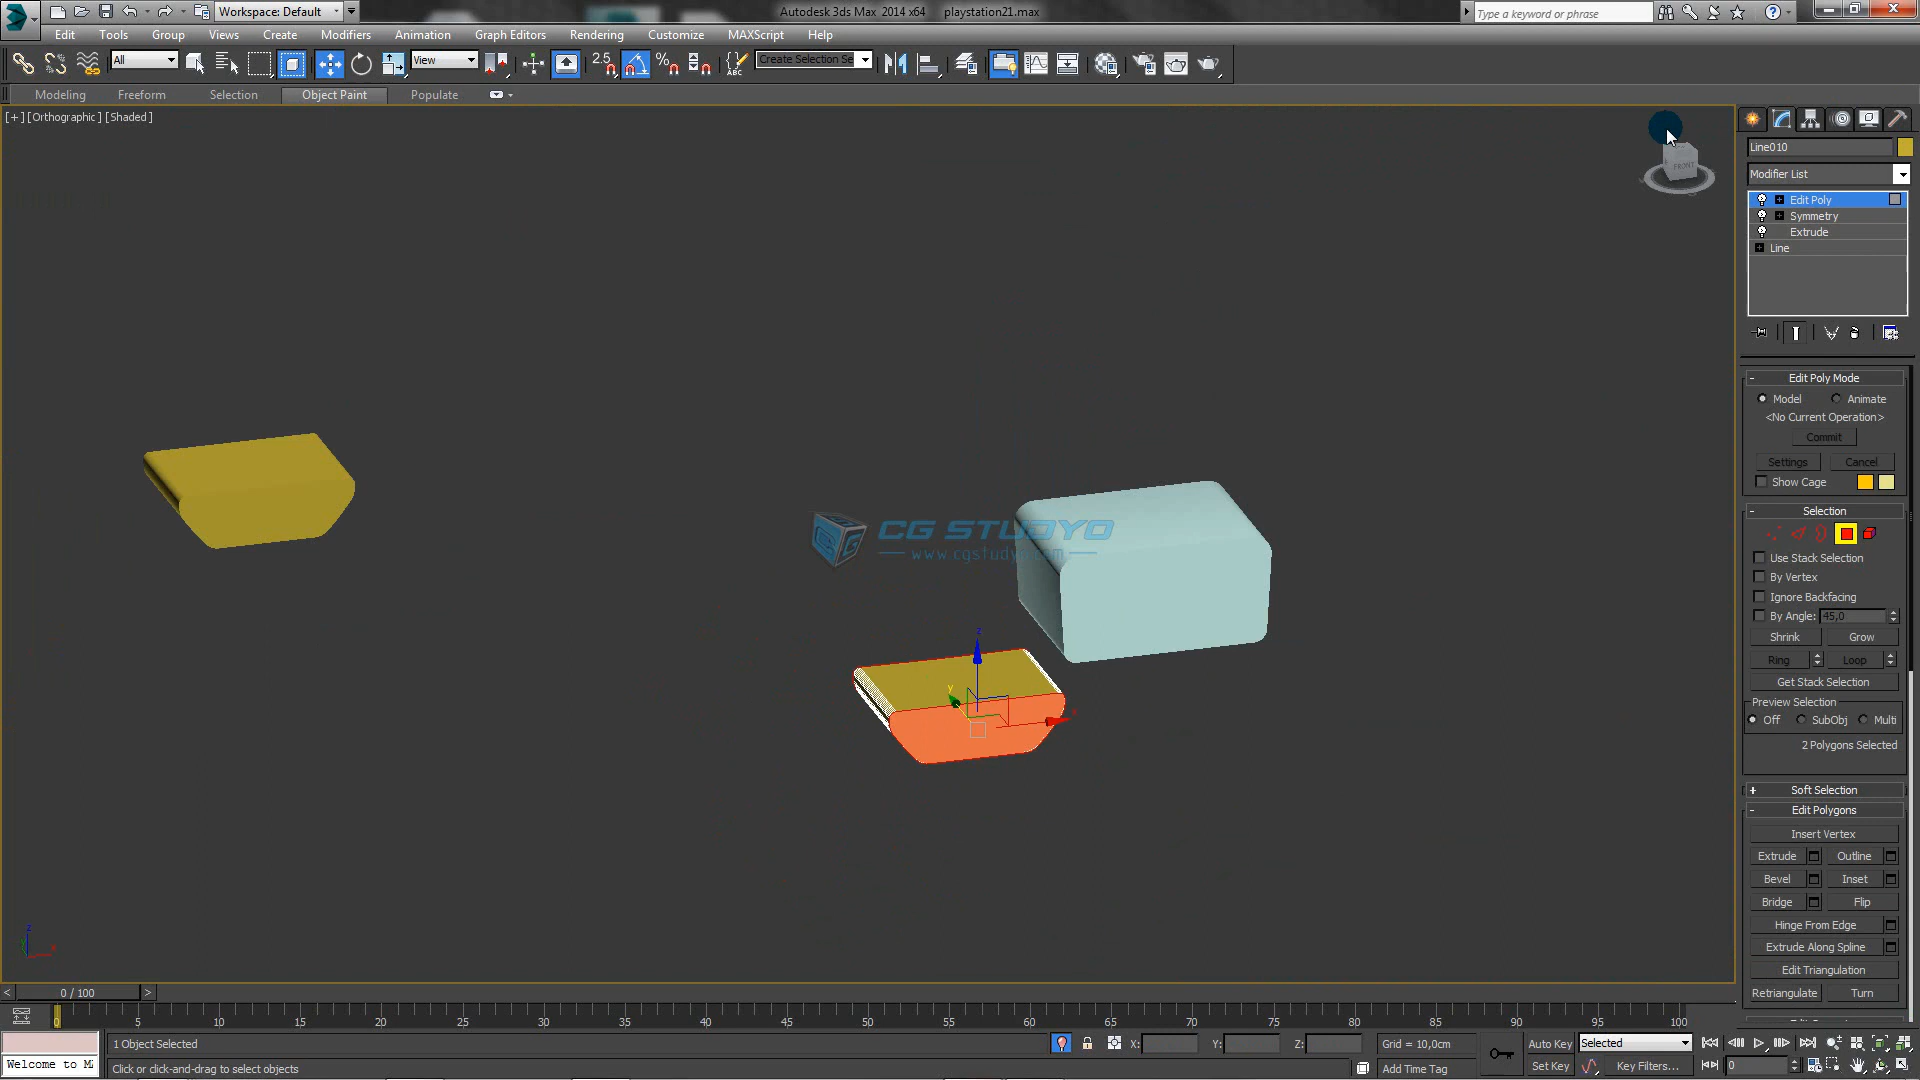 Workspace: Default
Autodesk 3ds Max 2014 x64 playstation21.max
Type a keyword or phrase
Edit Tools Group Views Create Modifiers Animation Graph Editors Rendering Customize MAXScript Help
All
View
2.5
%
ABC
Create Selection Se
Modeling Freeform Selection Object Paint Populate
[+] [Orthographic] [Shaded]
FRONT
Line010
Modifier List
Edit Poly
Symmetry
Extrude
Line
Edit Poly Mode
Model Animate
<No Current Operation>
Commit
Settings Cancel
Show Cage
Selection
Use Stack Selection
By Vertex
Ignore Backfacing
By Angle: 45,0
Shrink Grow
Ring Loop
Get Stack Selection
Preview Selection
Off SubObj Multi
2 Polygons Selected
Soft Selection
Edit Polygons
Insert Vertex
Extrude Outline
Bevel Inset
Bridge Flip
Hinge From Edge
Extrude Along Spline
Edit Triangulation
Retriangulate Turn
CG STUDYO
www.cgstudyo.com
z
y
z
x
< 0 / 100 >
0 5 10 15 20 25 30 35 40 45 50 55 60 65 70 75 80 85 90 95 100
1 Object Selected
X: Y: Z:
Grid = 10,0cm
Auto Key
Selected
Welcome to Mi
Click or click-and-drag to select objects
Add Time Tag
Set Key
Key Filters...
0